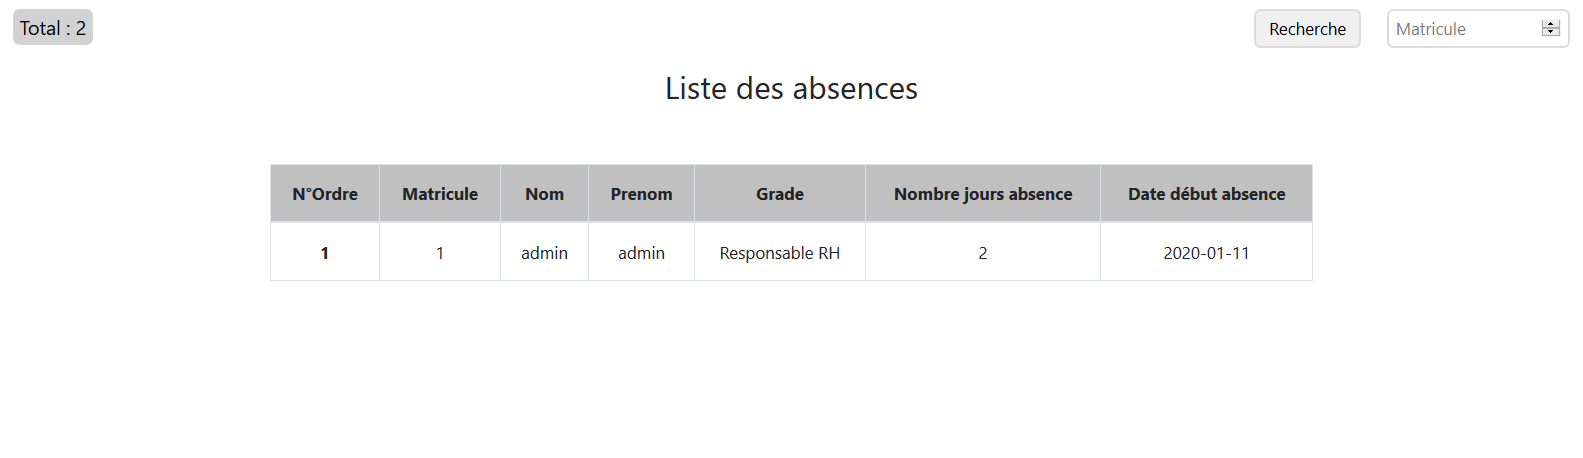 Total : 2
Recherche
Matricule
Liste des absences
N°Ordre Matricule Nom Prenom Grade Nombre jours absence Date début absence
1 1 admin admin Responsable RH 2 2020-01-11